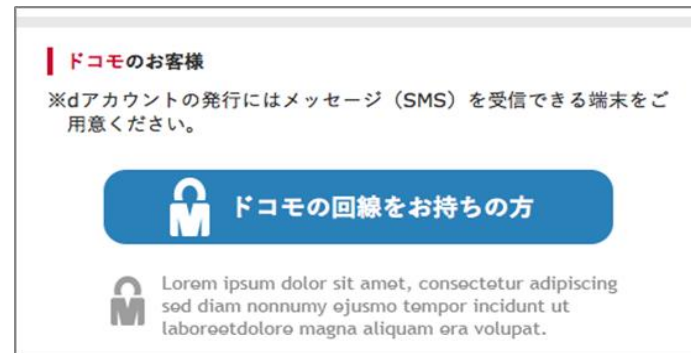 ドコモのお客様
※dアカウントの発行にはメッセージ（SMS）を受信できる端末をご
用意ください。
ドコモの回線をお持ちの方
Lorem ipsum dolor sit amet, consectetur adipiscing
sed diam nonnumy ejusmo tempor incidunt ut
laboreetdolore magna aliquam era volupat.